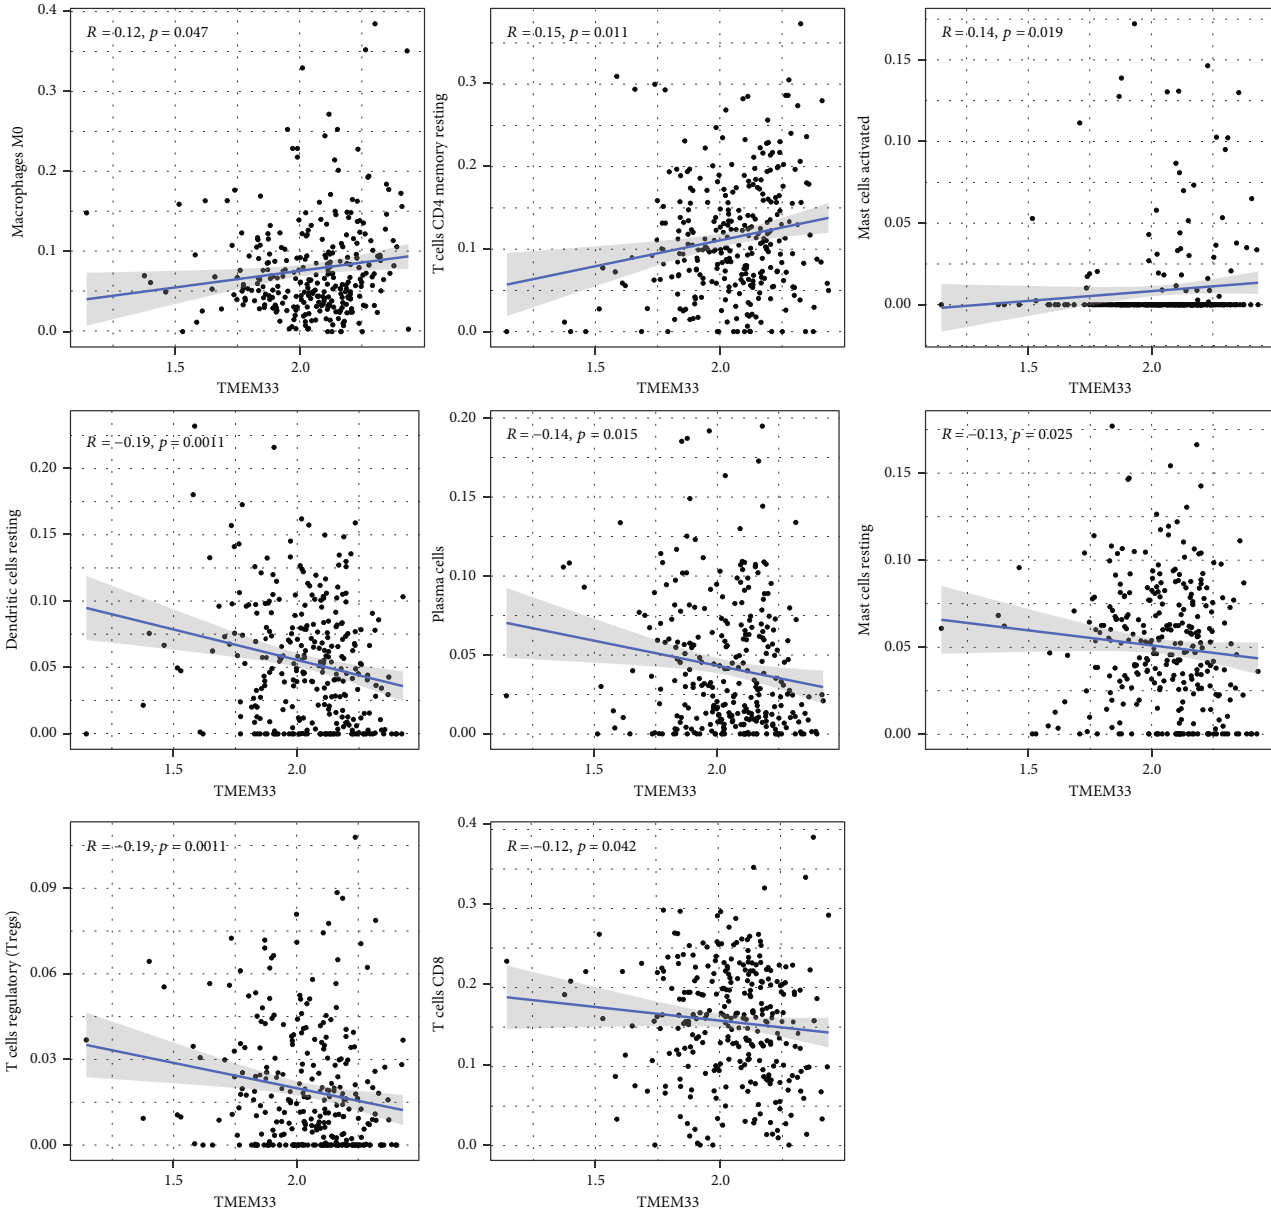 R = 0.12, p = 0.047
0.4
0.3
0.2
0.1
0.0
Macrophages M0
1.5 2.0
TMEM33
R = 0.15, p = 0.011
0.3
0.2
0.1
0.0
T cells CD4 memory resting
1.5 2.0
TMEM33
R = 0.14, p = 0.019
0.15
0.10
0.05
0.00
Mast cells activated
1.5 2.0
TMEM33
R = −0.19, p = 0.0011
0.20
0.15
0.10
0.05
0.00
Dendritic cells resting
1.5 2.0
TMEM33
R = −0.14, p = 0.015
0.20
0.15
0.10
0.05
0.00
Plasma cells
1.5 2.0
TMEM33
R = −0.13, p = 0.025
0.15
0.10
0.05
0.00
Mast cells resting
1.5 2.0
TMEM33
R = −0.19, p = 0.0011
0.09
0.06
0.03
0.00
T cells regulatory (Tregs)
1.5 2.0
TMEM33
R = −0.12, p = 0.042
0.4
0.3
0.2
0.1
0.0
T cells CD8
1.5 2.0
TMEM33